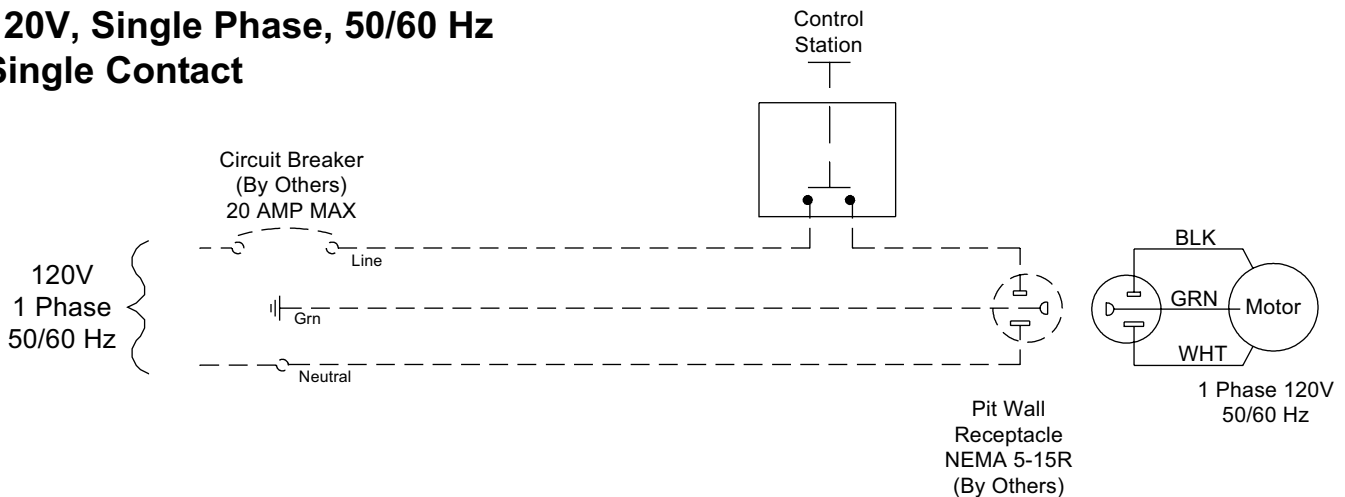 20V, Single Phase, 50/60 Hz
Single Contact
Control
Station
Circuit Breaker
(By Others)
20 AMP MAX
Line
120V
1 Phase
50/60 Hz
Grn
Neutral
BLK
GRN
Motor
WHT
1 Phase 120V
50/60 Hz
Pit Wall
Receptacle
NEMA 5-15R
(By Others)